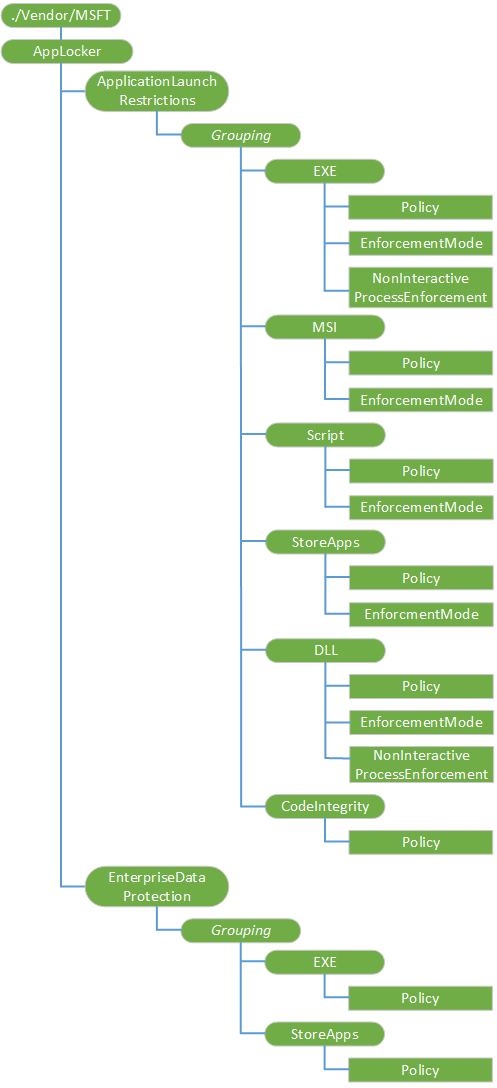 ./Vendor/MSFT
AppLocker
ApplicationLaunch
Restrictions
Grouping
EXE
Policy
EnforcementMode
NonInteractive
ProcessEnforcement
MSI
Policy
EnforcementMode
Script
Policy
EnforcementMode
StoreApps
Policy
EnforcmentMode
DLL
Policy
EnforcementMode
NonInteractive
ProcessEnforcement
CodeIntegrity
Policy
EnterpriseData
Protection
Grouping
EXE
Policy
StoreApps
Policy